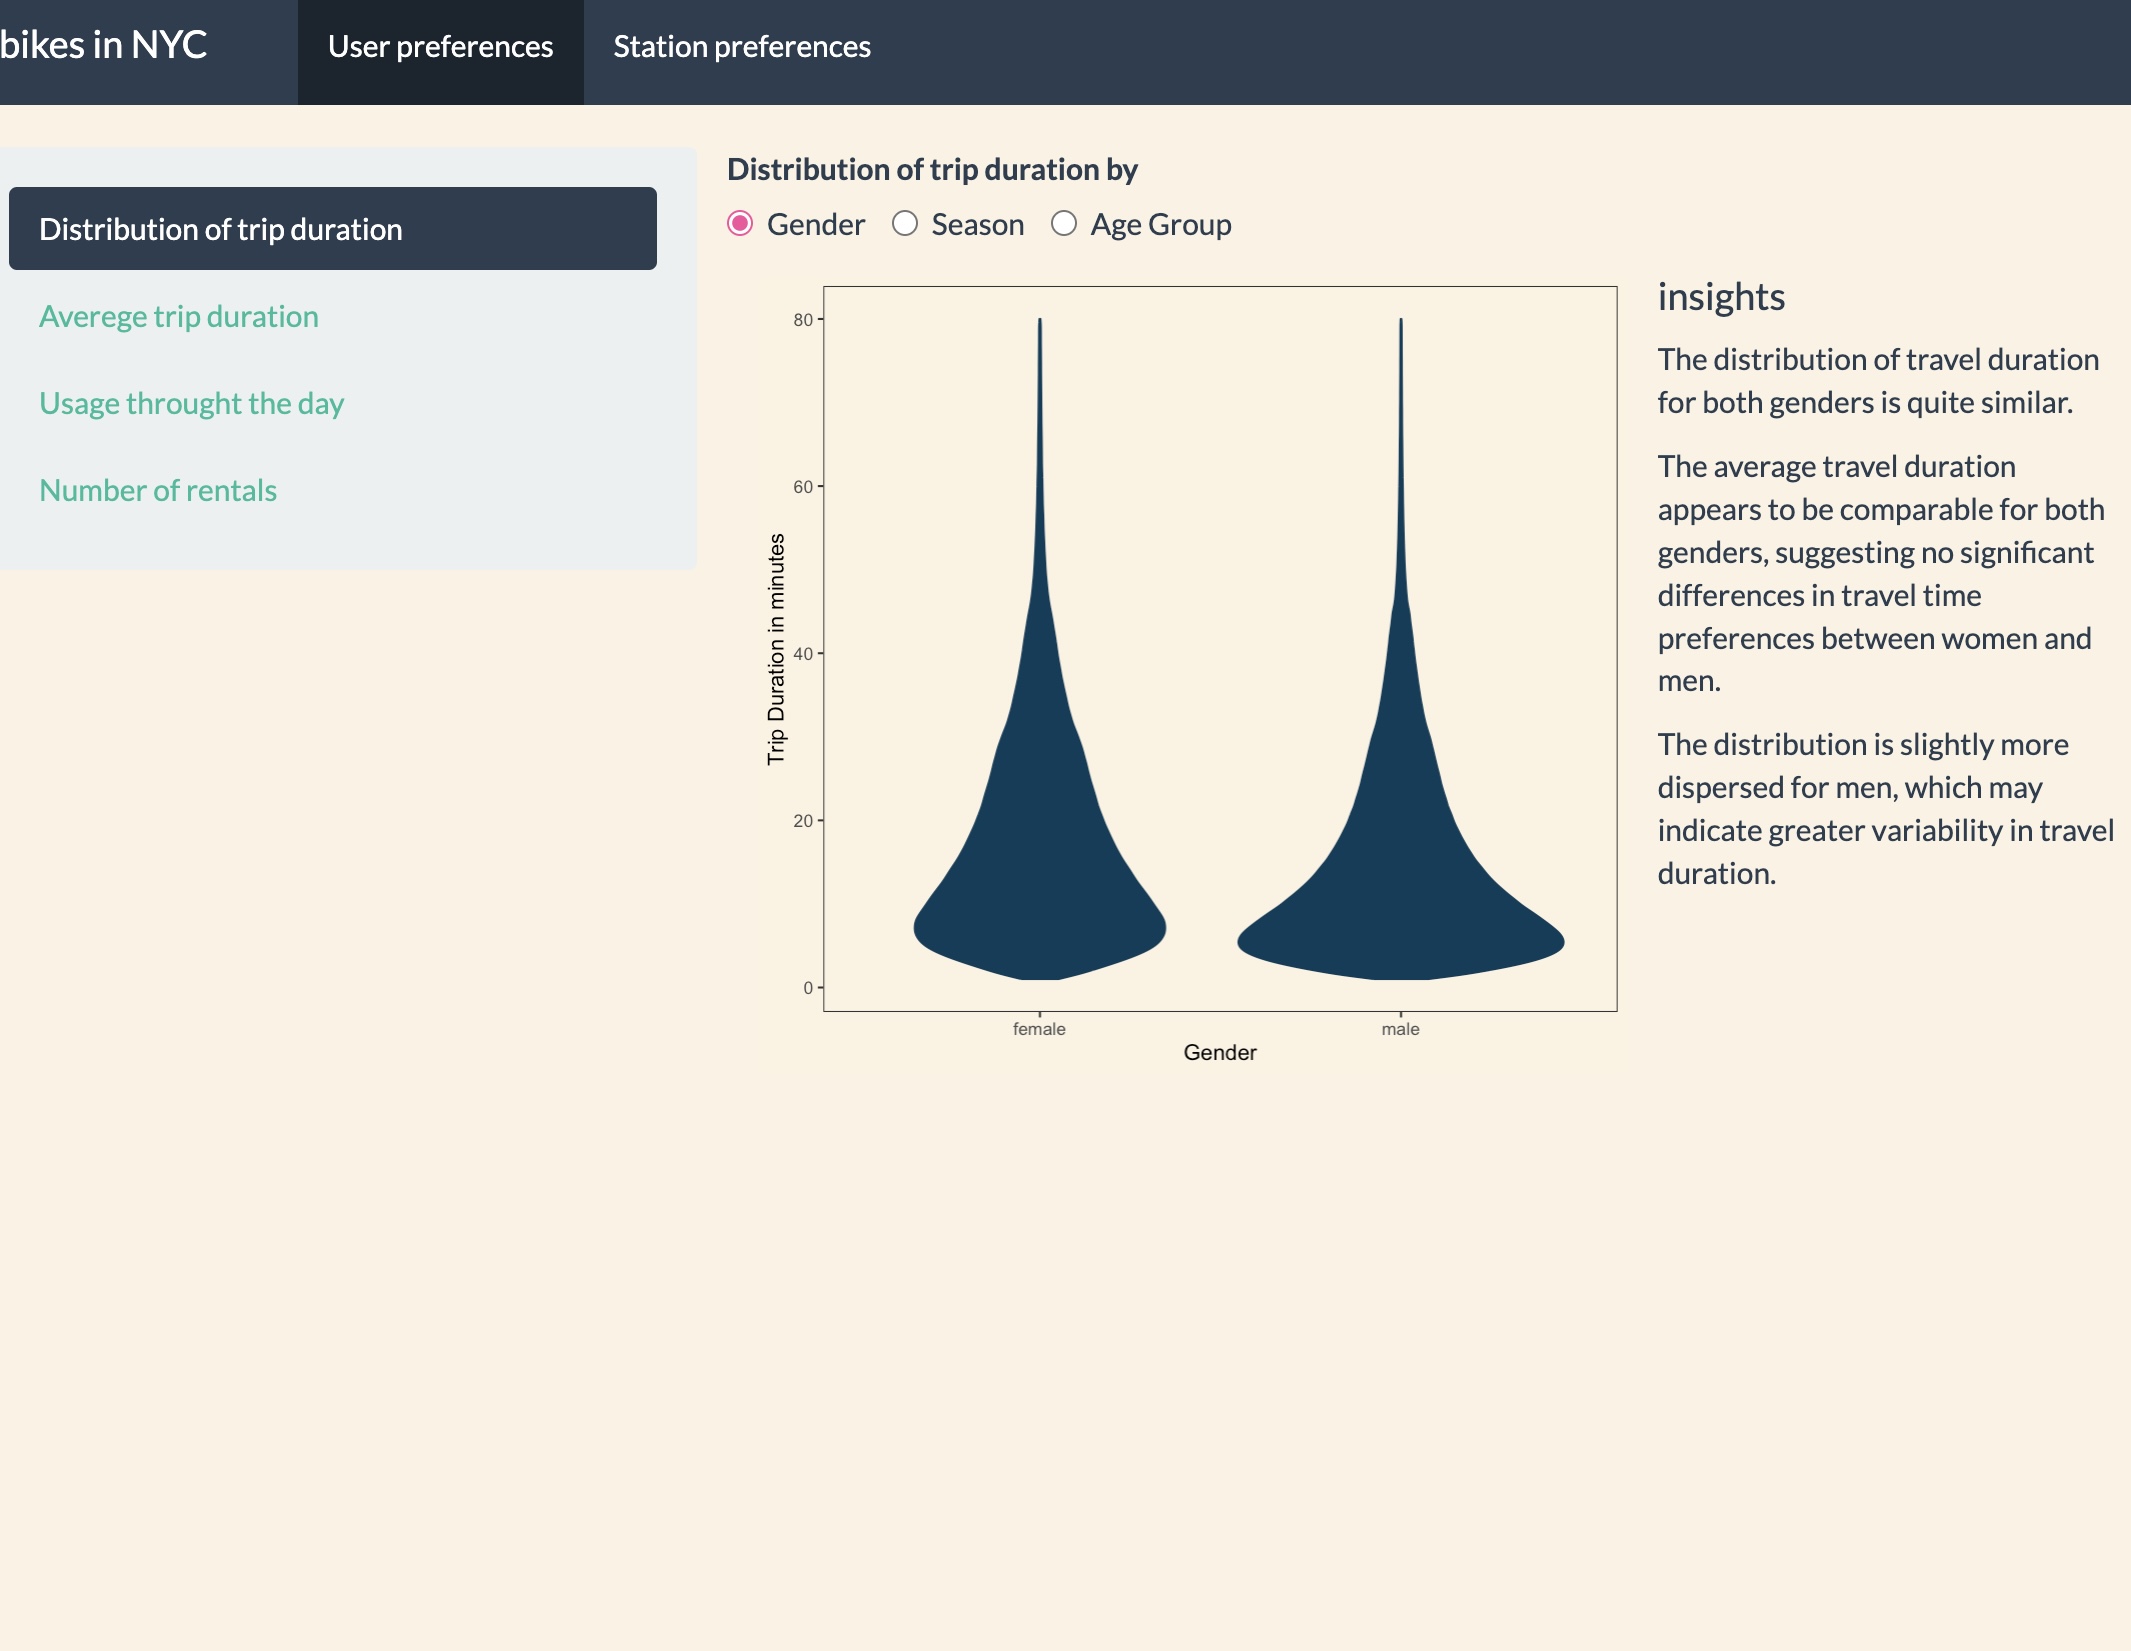 bikes in NYC
User preferences
Station preferences
Distribution of trip duration
Averege trip duration
Usage throught the day
Number of rentals
Distribution of trip duration by
Gender
Season
Age Group
80
60
40
20
0
Trip Duration in minutes
female
male
Gender
insights
The distribution of travel duration
for both genders is quite similar.
The average travel duration
appears to be comparable for both
genders, suggesting no significant
differences in travel time
preferences between women and
men.
The distribution is slightly more
dispersed for men, which may
indicate greater variability in travel
duration.